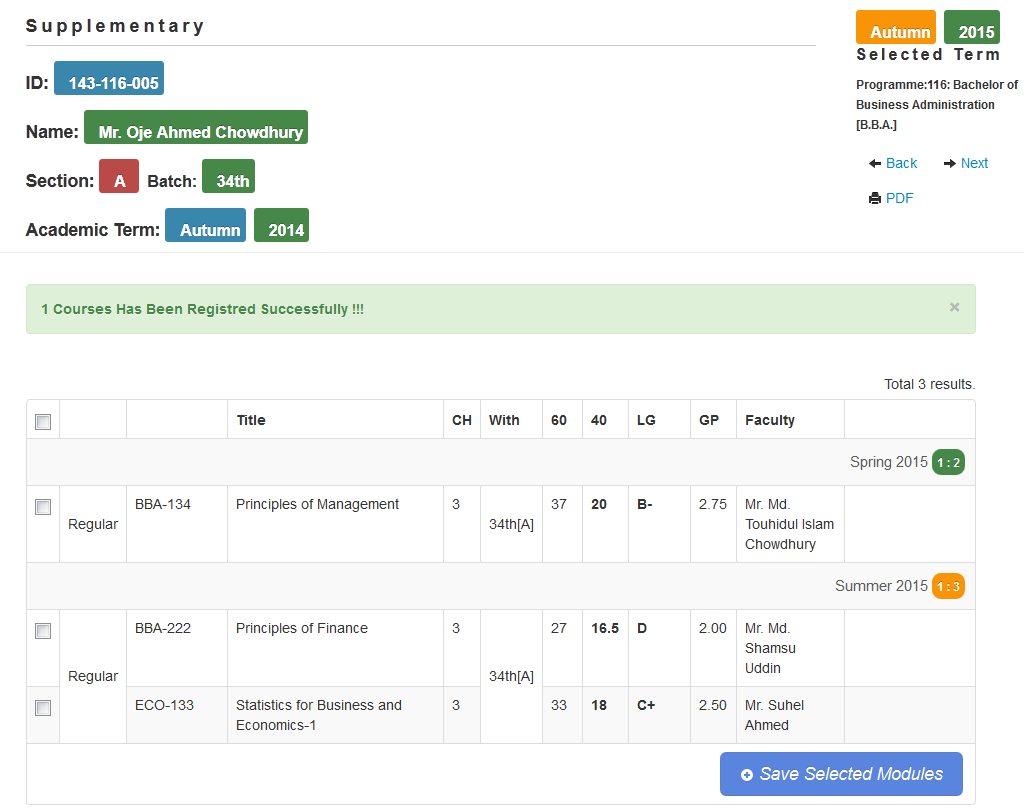 Supplementary
Autumn 2015
Selected Term
Programme:116: Bachelor of
Business Administration
[B.B.A.]
Back Next
PDF
ID: 143-116-005
Name: Mr. Oje Ahmed Chowdhury
Section: A Batch: 34th
Academic Term: Autumn 2014
1 Courses Has Been Registred Successfully !!!
×
Total 3 results.
Title CH With 60 40 LG GP Faculty
Spring 2015 1:2
Regular BBA-134 Principles of Management 3 34th[A] 37 20 B- 2.75 Mr. Md.
Touhidul Islam
Chowdhury
Summer 2015 1:3
Regular BBA-222 Principles of Finance 3 34th[A] 27 16.5 D 2.00 Mr. Md.
Shamsu
Uddin
ECO-133 Statistics for Business and 3 33 18 C+ 2.50 Mr. Suhel
Economics-1 Ahmed
Save Selected Modules